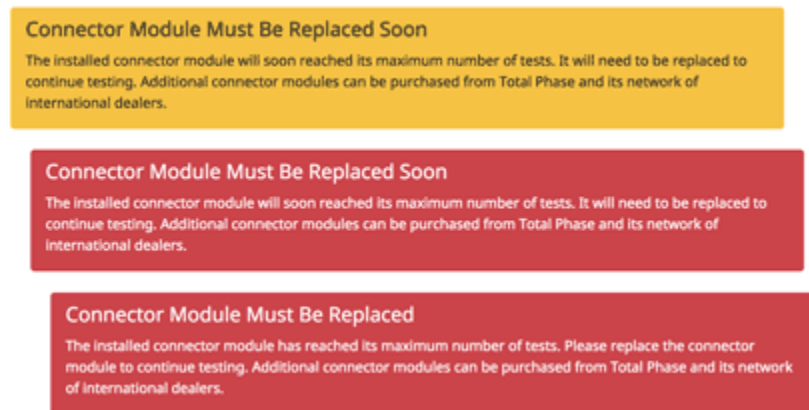 Connector Module Must Be Replaced Soon
The installed connector module will soon reached its maximum number of tests. It will need to be replaced to
continue testing. Additional connector modules can be purchased from Total Phase and its network of
international dealers.
Connector Module Must Be Replaced Soon
The installed connector module will soon reached its maximum number of tests. It will need to be replaced to
continue testing. Additional connector modules can be purchased from Total Phase and its network of
international dealers.
Connector Module Must Be Replaced
The installed connector module has reached its maximum number of tests. Please replace the connector
module to continue testing. Additional connector modules can be purchased from Total Phase and its network
of international dealers.